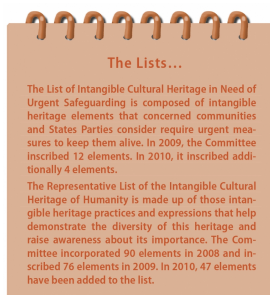 The Lists…
The List of Intangible Cultural Heritage in Need of
Urgent Safeguarding is composed of intangible
heritage elements that concerned communities
and States Parties consider require urgent mea-
sures to keep them alive. In 2009, the Committee
inscribed 12 elements. In 2010, it inscribed addi-
tionally 4 elements.
The Representative List of the Intangible Cultural
Heritage of Humanity is made up of those intan-
gible heritage practices and expressions that help
demonstrate the diversity of this heritage and
raise awareness about its importance. The Com-
mittee incorporated 90 elements in 2008 and in-
scribed 76 elements in 2009. In 2010, 47 elements
have been added to the list.